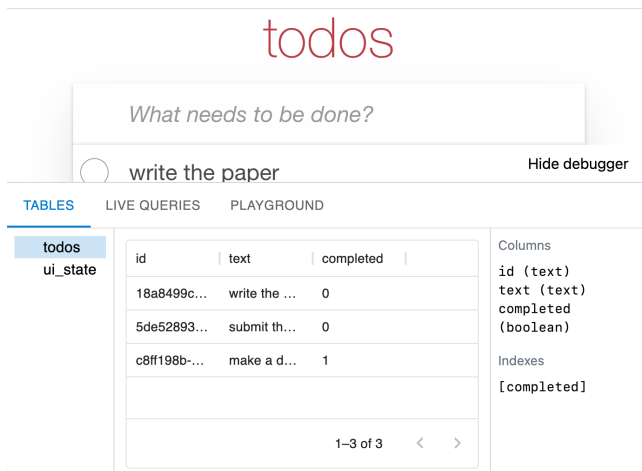 todos
What needs to be done?
write the paper
Hide debugger
TABLES LIVE QUERIES PLAYGROUND
todos
ui_state
id text completed
18a8499c... write the ... 0
5de52893... submit th... 0
c8ff198b-... make a d... 1
1–3 of 3
Columns
id (text)
text (text)
completed
(boolean)
Indexes
[completed]